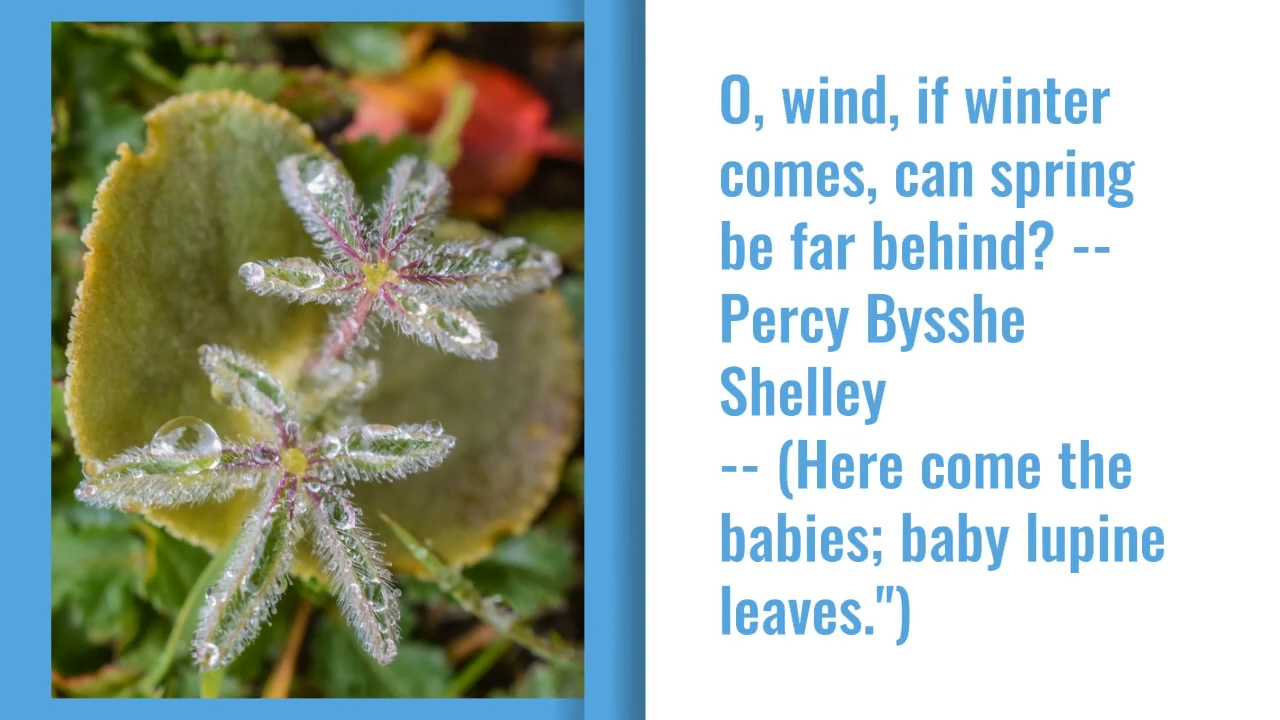 O, wind, if winter
comes, can spring
be far behind? --
Percy Bysshe
Shelley
-- (Here come the
babies; baby lupine
leaves.")